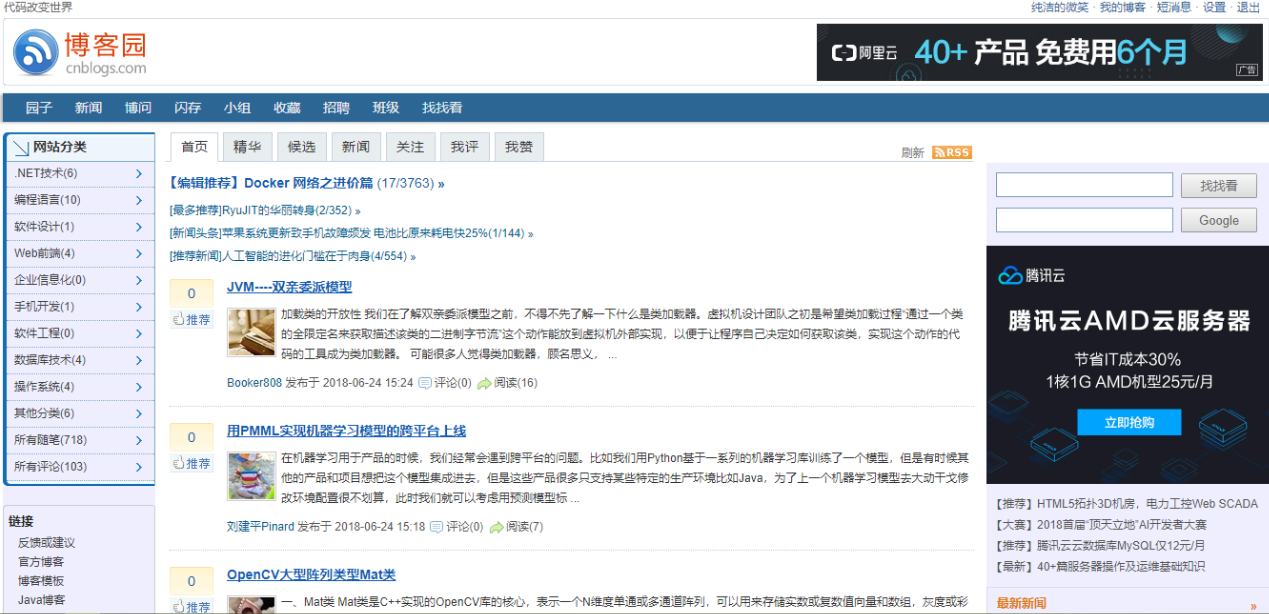 代码改变世界
纯洁的微笑 · 我的博客 · 短消息 · 设置 · 退出
博客园
cnblogs.com
阿里云
40+ 产品 免费用6个月
广告
园子 新闻 博问 闪存 小组 收藏 招聘 班级 找找看
网站分类
.NET技术(6)
编程语言(10)
软件设计(1)
Web前端(4)
企业信息化(0)
手机开发(1)
软件工程(0)
数据库技术(4)
操作系统(4)
其他分类(6)
所有随笔(718)
所有评论(103)
链接
反馈或建议
官方博客
博客模板
Java博客
首页 精华 候选 新闻 关注 我评 我赞
刷新 RSS
【编辑推荐】Docker 网络之进价篇 (17/3763) »
[最多推荐]RyuJIT的华丽转身(2/352) »
[新闻头条]苹果系统更新致手机故障频发 电池比原来耗电快25%(1/144) »
[推荐新闻]人工智能的进化门槛在于肉身(4/554) »
0
推荐
JVM----双亲委派模型
加载类的开放性 我们在了解双亲委派模型之前，不得不先了解一下什么是类加载器。虚拟机设计团队之初是希望类加载过程“通过一个类
的全限定名来获取描述该类的二进制字节流”这个动作能放到虚拟机外部实现，以便于让程序自己决定如何获取该类，实现这个动作的代
码的工具成为类加载器。 可能很多人觉得类加载器，顾名思义， ...
Booker808 发布于 2018-06-24 15:24 评论(0) 阅读(16)
0
推荐
用PMML实现机器学习模型的跨平台上线
在机器学习用于产品的时候，我们经常会遇到跨平台的问题。比如我们用Python基于一系列的机器学习库训练了一个模型，但是有时候其
他的产品和项目想把这个模型集成进去，但是这些产品很多只支持某些特定的生产环境比如Java，为了上一个机器学习模型去大动干戈修
改环境配置很不划算，此时我们就可以考虑用预测模型标 ...
刘建平Pinard 发布于 2018-06-24 15:18 评论(0) 阅读(7)
0
推荐
OpenCV大型阵列类型Mat类
一、Mat类 Mat类是C++实现的OpenCV库的核心，表示一个N维度单通或多通道阵列，可以用来存储实数或复数值向量和数组，灰度或彩
找找看
Google
腾讯云
腾讯云AMD云服务器
节省IT成本30%
1核1G AMD机型25元/月
立即抢购
【推荐】HTML5拓扑3D机房，电力工控Web SCADA
【大赛】2018首届“顶天立地”AI开发者大赛
【推荐】腾讯云云数据库MySQL仅12元/月
【最新】40+篇服务器操作及运维基础知识
最新新闻 »